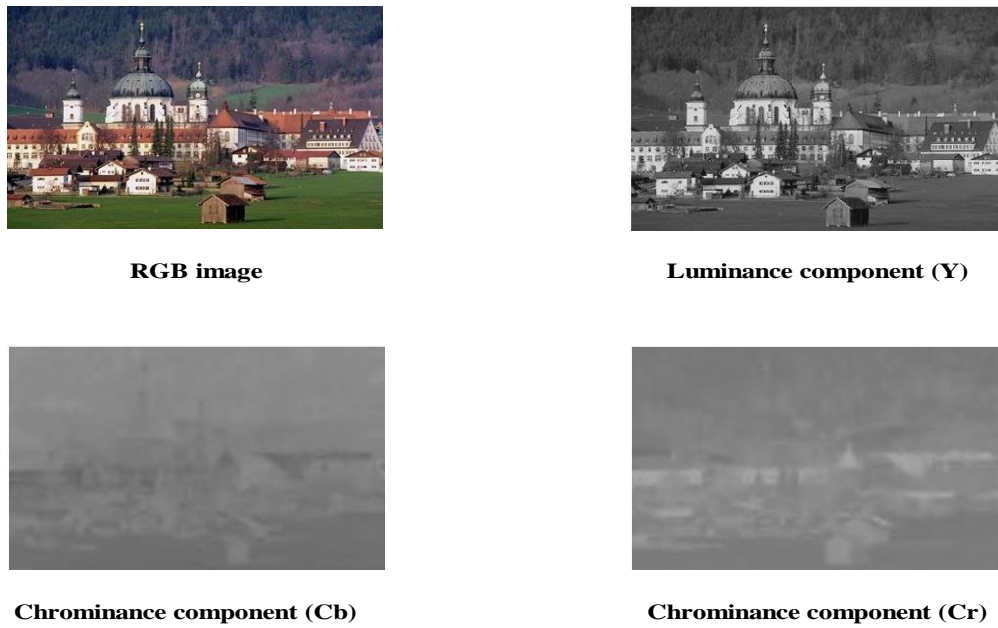 RGB image
Luminance component (Y)
Chrominance component (Cb)
Chrominance component (Cr)